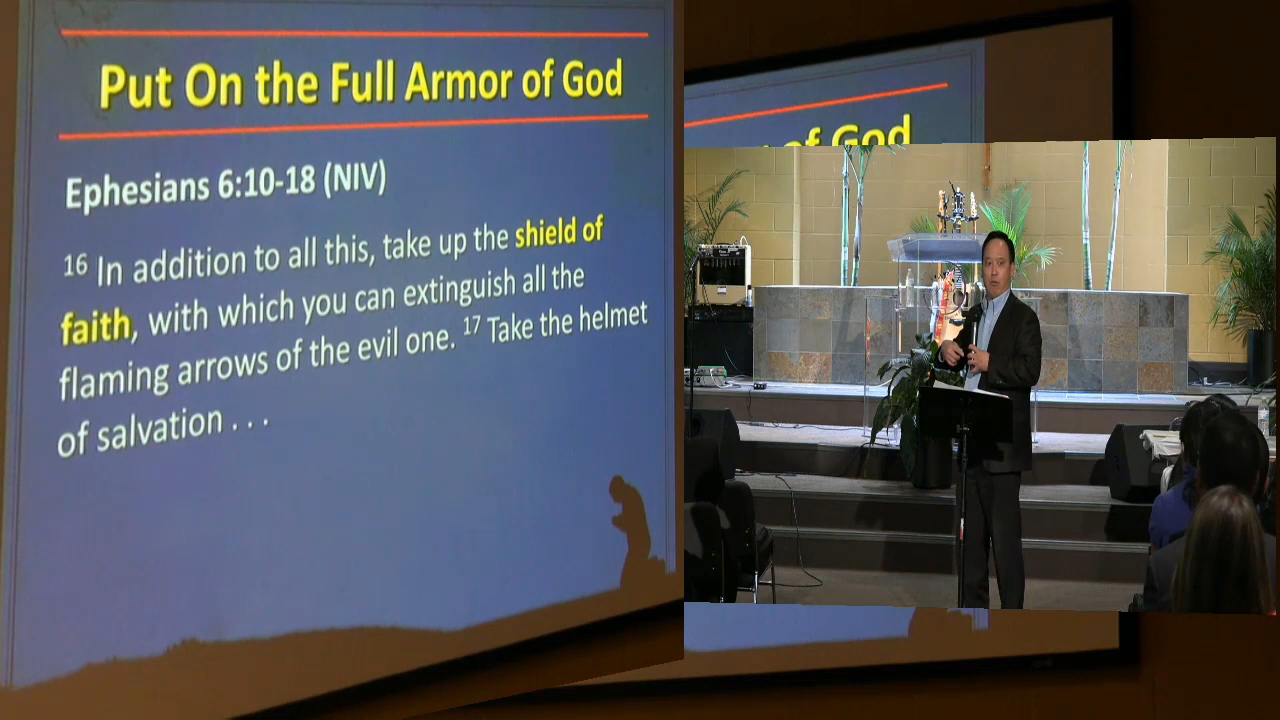 Put On the Full Armor of God
Ephesians 6:10-18 (NIV)
16 In addition to all this, take up the shield of
faith, with which you can extinguish all the
flaming arrows of the evil one. 17 Take the helmet
of salvation . . .
of God